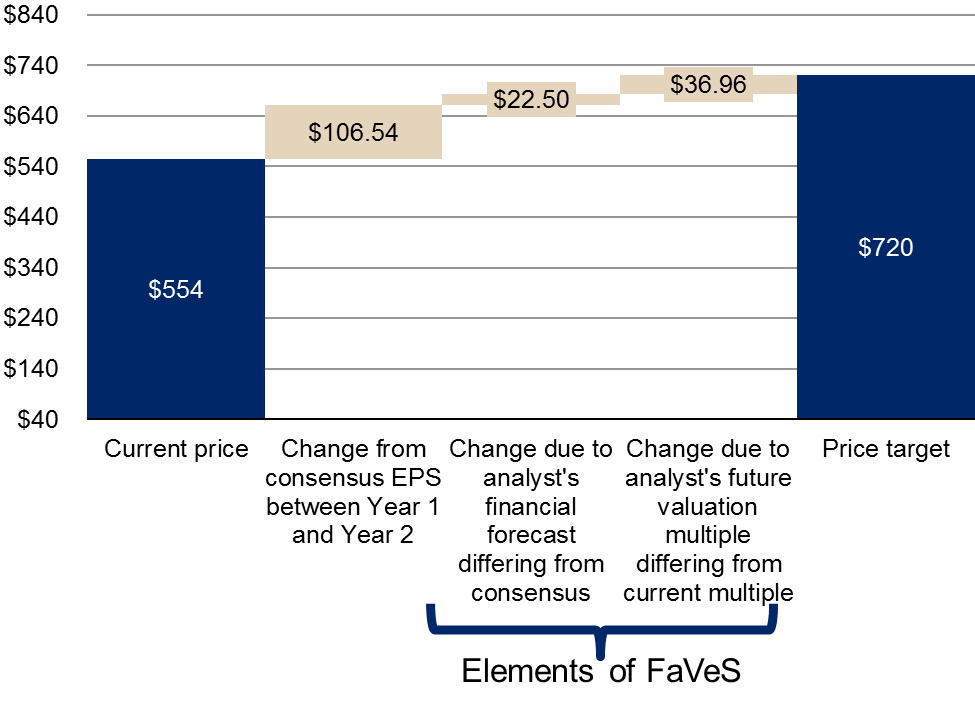 $840
$740
$640
$540
$440
$340
$240
$140
$40
$554
$106.54
$22.50
$36.96
$720
Current price
Change from
consensus EPS
between Year 1
and Year 2
Change due to
analyst's
financial
forecast
differing from
consensus
Change due to
analyst's future
valuation
multiple
differing from
current multiple
Price target
Elements of FaVeS